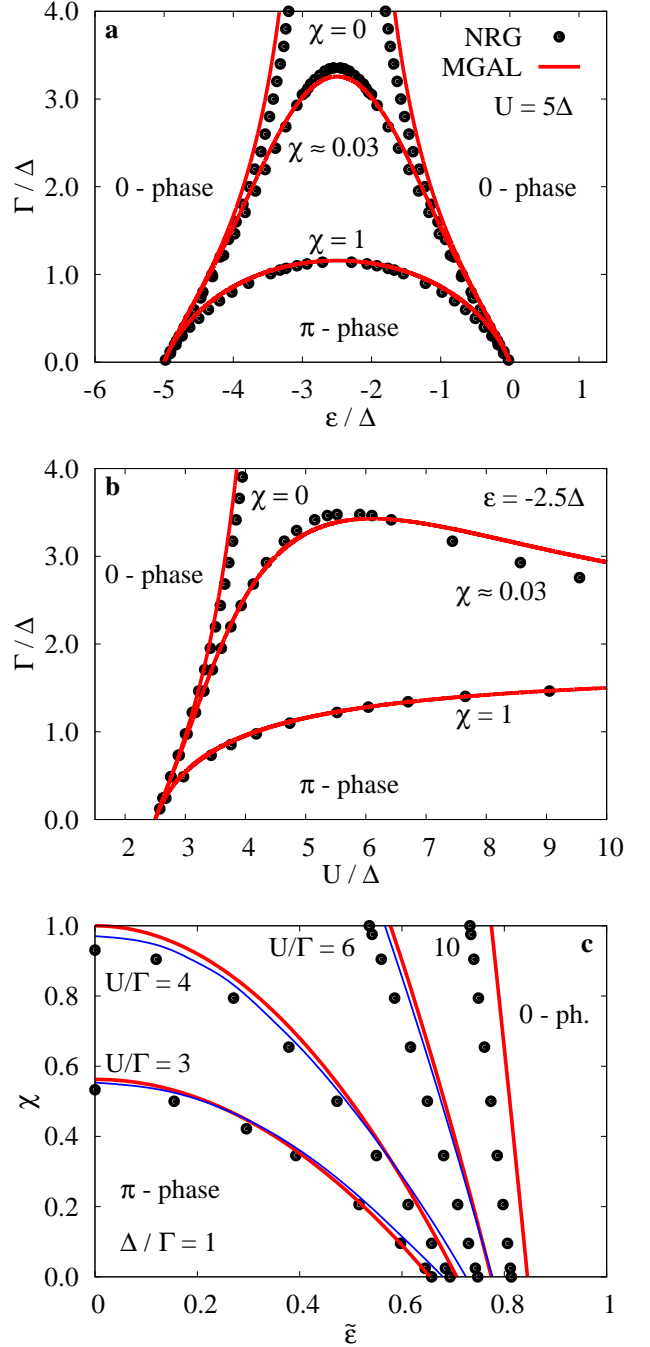 a
χ = 0
NRG
MGAL
U = 5Δ
χ ≈ 0.03
0 - phase
0 - phase
χ = 1
π - phase
Γ / Δ
4.0
3.0
2.0
1.0
0.0
-6 -5 -4 -3 -2 -1 0 1
ε / Δ
b
χ = 0
ε = -2.5Δ
0 - phase
χ ≈ 0.03
χ = 1
π - phase
Γ / Δ
4.0
3.0
2.0
1.0
0.0
2 3 4 5 6 7 8 9 10
U / Δ
U/Γ = 6 10 c
U/Γ = 4
0 - ph.
U/Γ = 3
π - phase
Δ / Γ = 1
χ
1.0
0.8
0.6
0.4
0.2
0.0
0 0.2 0.4 0.6 0.8 1
ε̃